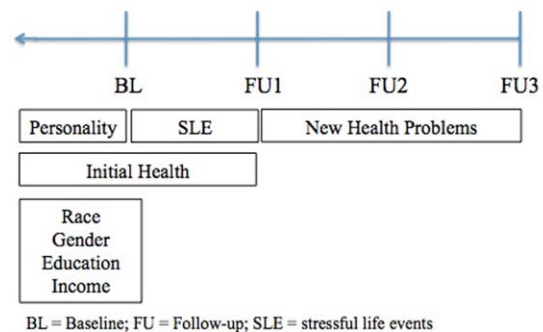 BL FU1 FU2 FU3
Personality SLE New Health Problems
Initial Health
Race
Gender
Education
Income
BL = Baseline; FU = Follow-up; SLE = stressful life events